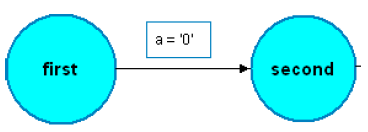 first
a = '0'
second